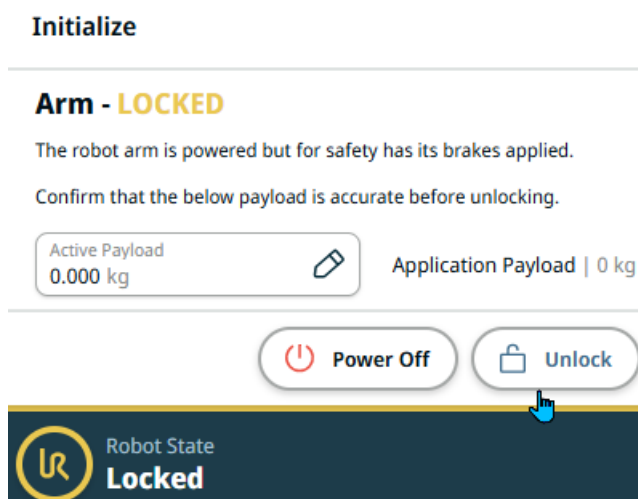 Initialize
Arm - LOCKED
The robot arm is powered but for safety has its brakes applied.
Confirm that the below payload is accurate before unlocking.
Active Payload
0.000 kg
Application Payload | 0 kg
Power Off
Unlock
UR
Robot State
Locked